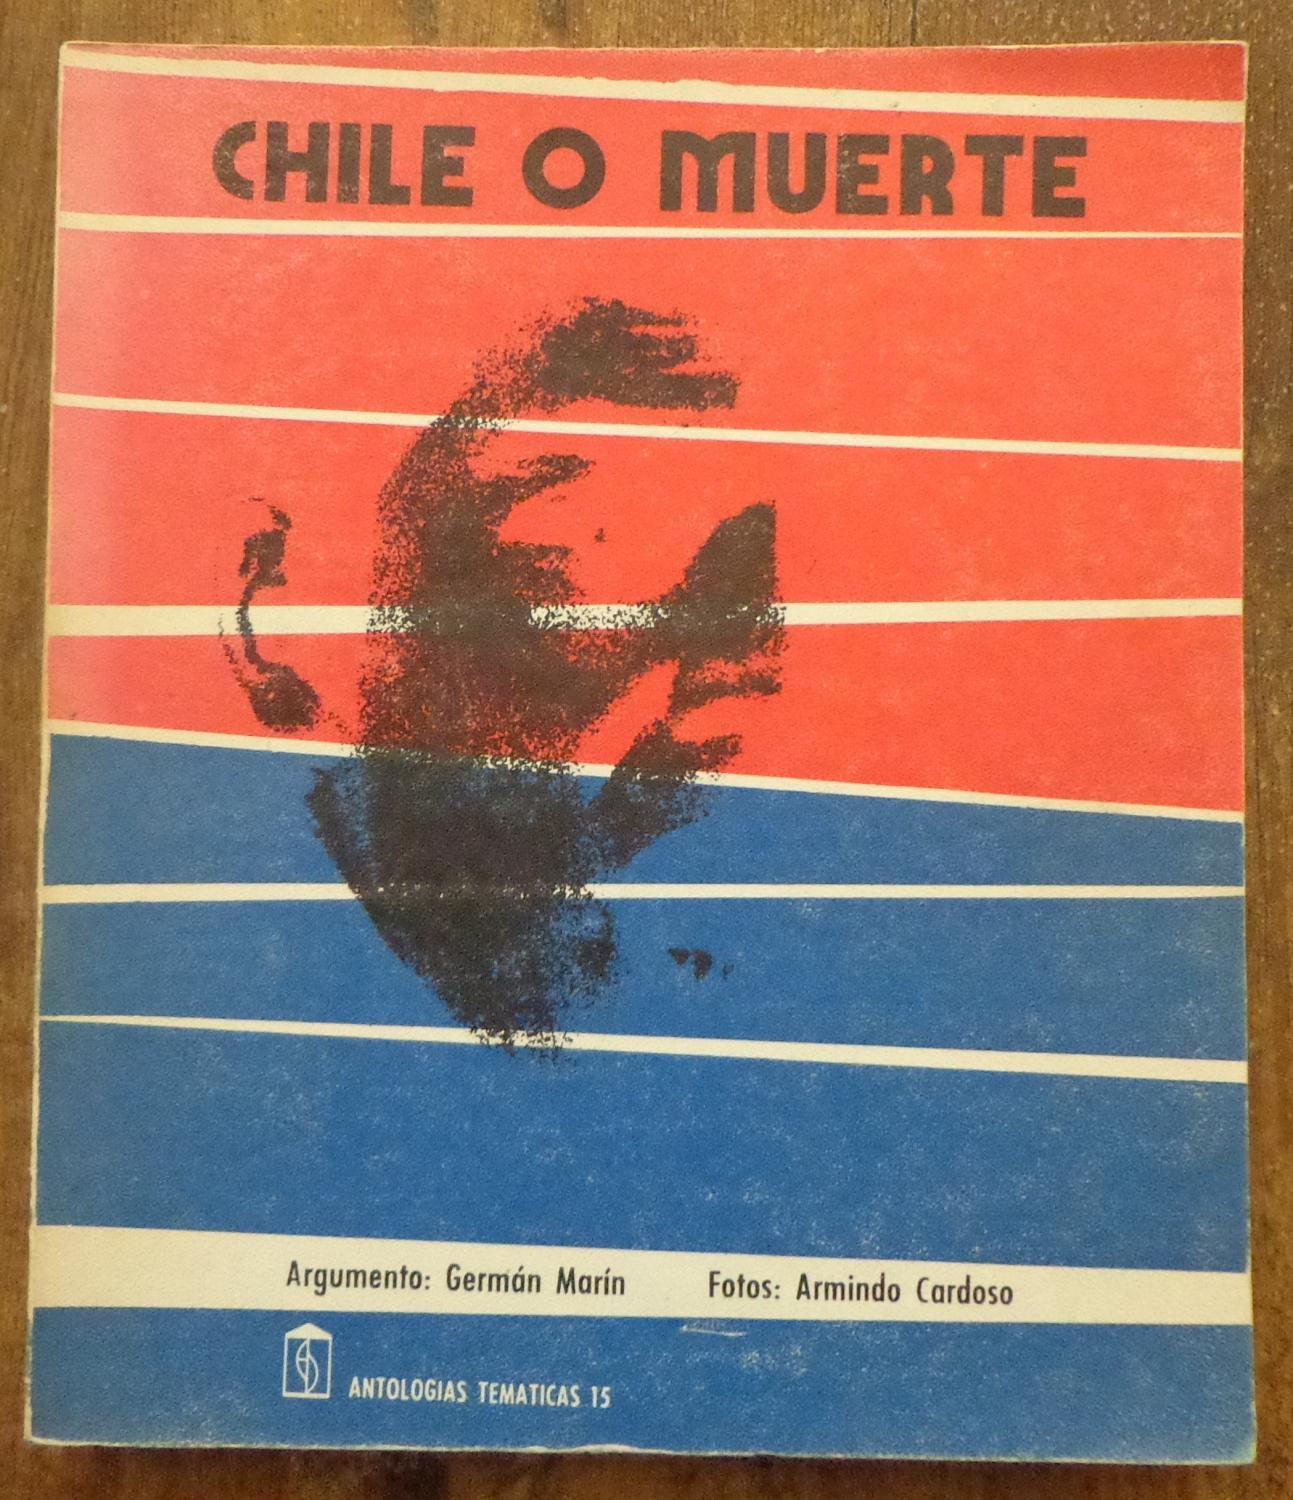 CHILE O MUERTE
Argumento: Germán Marín Fotos: Armindo Cardoso
ANTOLOGIAS TEMATICAS 15